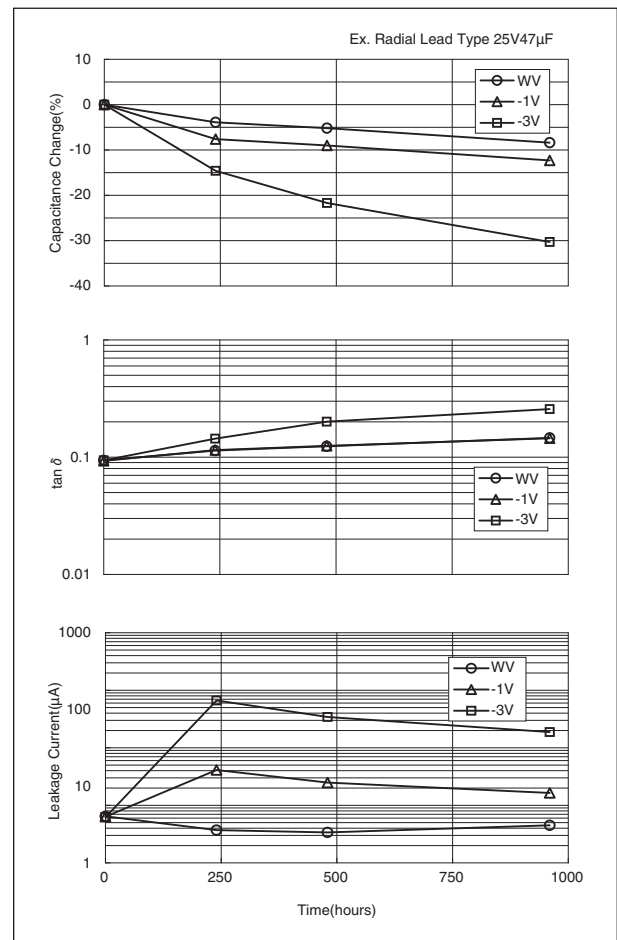 Ex. Radial Lead Type 25V47μF
10
0
-10
-20
-30
-40
Capacitance Change(%)
WV
-1V
-3V
1
0.1
0.01
tan δ
WV
-1V
-3V
1000
100
10
1
Leakage Current(μA)
WV
-1V
-3V
0 250 500 750 1000
Time(hours)